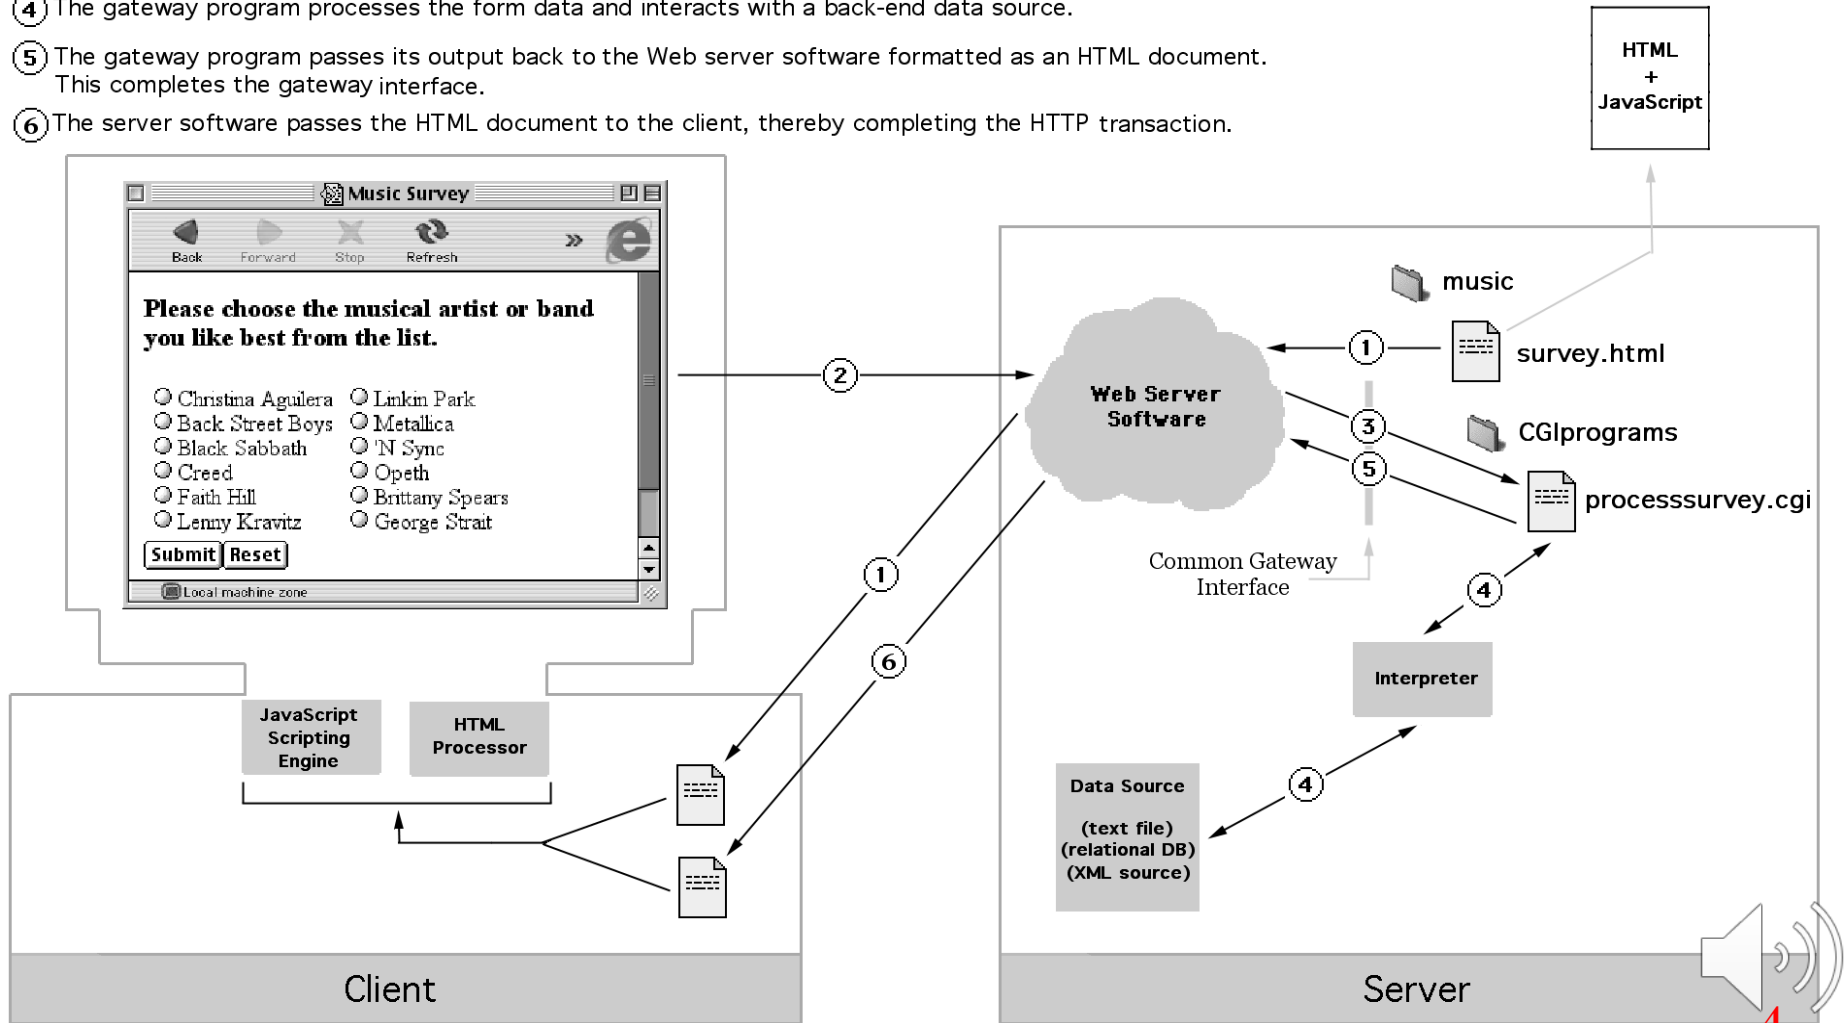 4 The gateway program processes the form data and interacts with a back-end data source.
5 The gateway program passes its output back to the Web server software formatted as an HTML document.
This completes the gateway interface.
6 The server software passes the HTML document to the client, thereby completing the HTTP transaction.
HTML
+
JavaScript
Music Survey
Back Forward Stop Refresh »
Please choose the musical artist or band
you like best from the list.
Christina Aguilera Linkin Park
Back Street Boys Metallica
Black Sabbath 'N Sync
Creed Opeth
Faith Hill Brittany Spears
Lenny Kravitz George Strait
Submit Reset
Local machine zone
2
Web Server
Software
music
1
survey.html
3
CGIprograms
5
processsurvey.cgi
Common Gateway
Interface
1
4
6
Interpreter
JavaScript
Scripting
Engine
HTML
Processor
4
Data Source
(text file)
(relational DB)
(XML source)
Client
Server
4